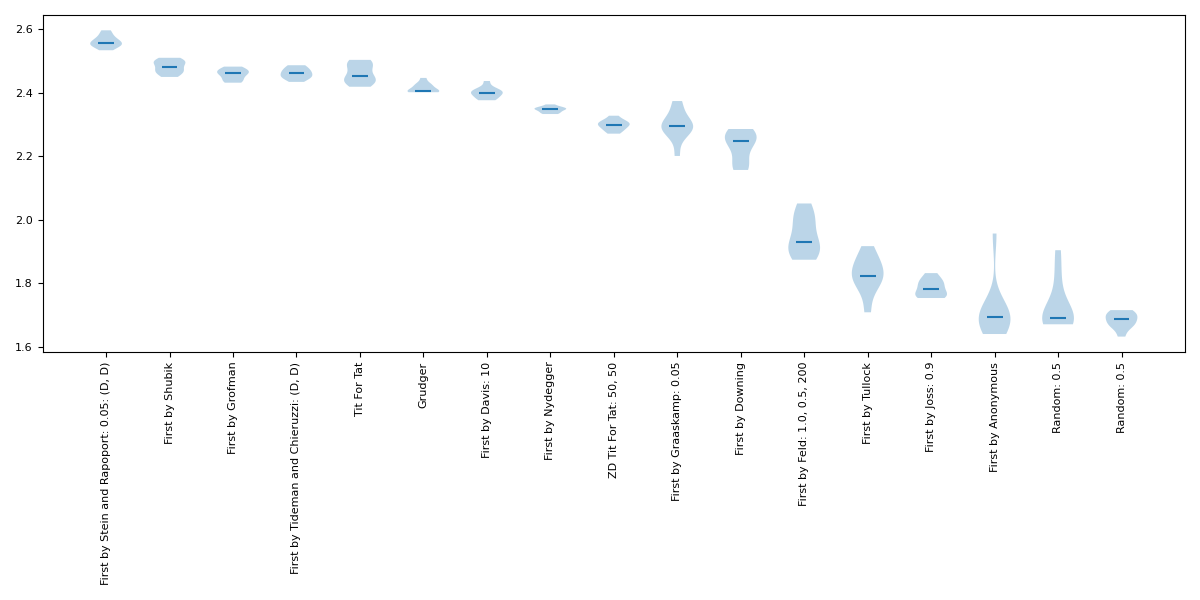 2.6
2.4
2.2
2.0
1.8
1.6
First by Stein and Rapoport: 0.05: (D, D)
First by Shubik
First by Grofman
First by Tideman and Chieruzzi: (D, D)
Tit For Tat
Grudger
First by Davis: 10
First by Nydegger
ZD Tit For Tat: 50, 50
First by Graaskamp: 0.05
First by Downing
First by Feld: 1.0, 0.5, 200
First by Tullock
First by Joss: 0.9
First by Anonymous
Random: 0.5
Random: 0.5